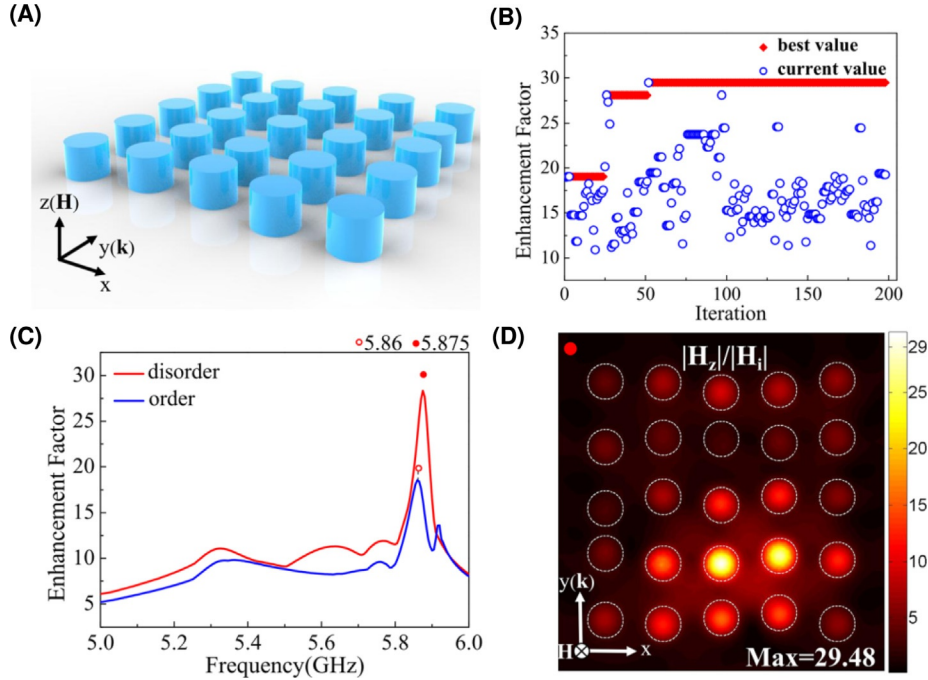 (A)
z(H)
y(k)
x
(B)
Enhancement Factor
35
30
25
20
15
10
best value
current value
0 50 100 150 200
Iteration
(C)
5.86 5.875
Enhancement Factor
30
25
20
15
10
5
disorder
order
5.0 5.2 5.4 5.6 5.8 6.0
Frequency(GHz)
(D)
|Hz|/|Hi|
y(k)
H x
Max=29.48
29
25
20
15
10
5